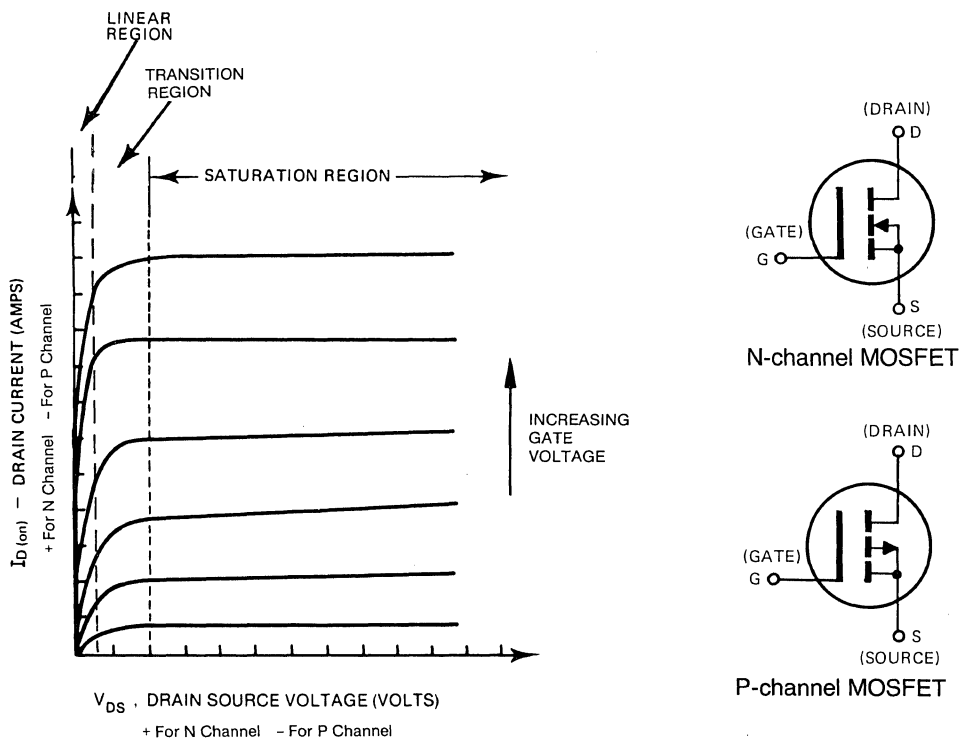 LINEAR
REGION
TRANSITION
REGION
SATURATION REGION
I D (on) – DRAIN CURRENT (AMPS)
+ For N Channel – For P Channel
INCREASING
GATE
VOLTAGE
V DS , DRAIN SOURCE VOLTAGE (VOLTS)
+ For N Channel – For P Channel
(DRAIN)
D
(GATE)
G
S
(SOURCE)
N-channel MOSFET
(DRAIN)
D
(GATE)
G
S
(SOURCE)
P-channel MOSFET